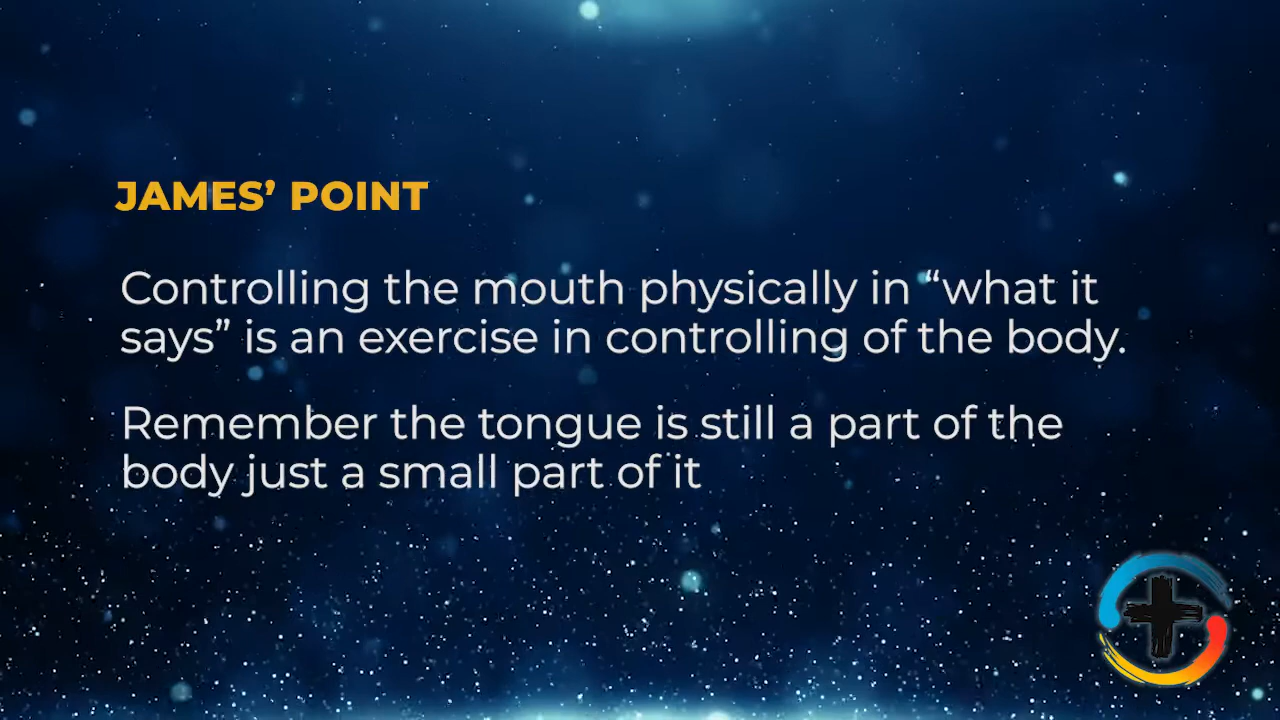 JAMES’ POINT
Controlling the mouth physically in “what it
says” is an exercise in controlling of the body.
Remember the tongue is still a part of the
body just a small part of it